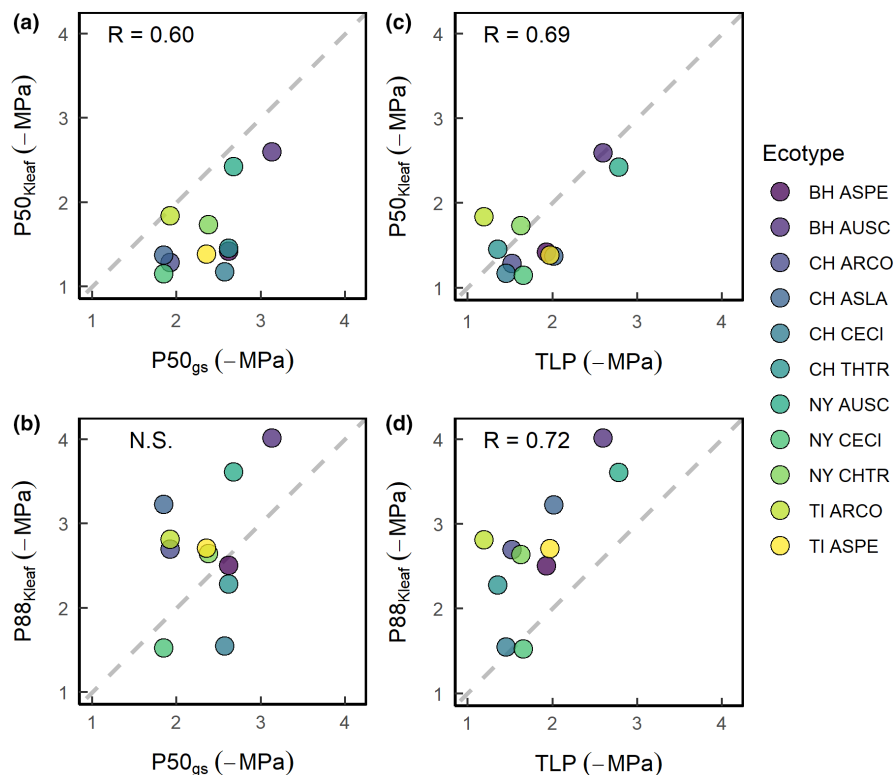 (a)
R = 0.60
P50Kleaf (−MPa)
4
3
2
1
1 2 3 4
P50gs (−MPa)
(c)
R = 0.69
P50Kleaf (−MPa)
4
3
2
1
1 2 3 4
TLP (−MPa)
(b)
N.S.
P88Kleaf (−MPa)
4
3
2
1
1 2 3 4
P50gs (−MPa)
(d)
R = 0.72
P88Kleaf (−MPa)
4
3
2
1
1 2 3 4
TLP (−MPa)
Ecotype
BH ASPE
BH AUSC
CH ARCO
CH ASLA
CH CECI
CH THTR
NY AUSC
NY CECI
NY CHTR
TI ARCO
TI ASPE